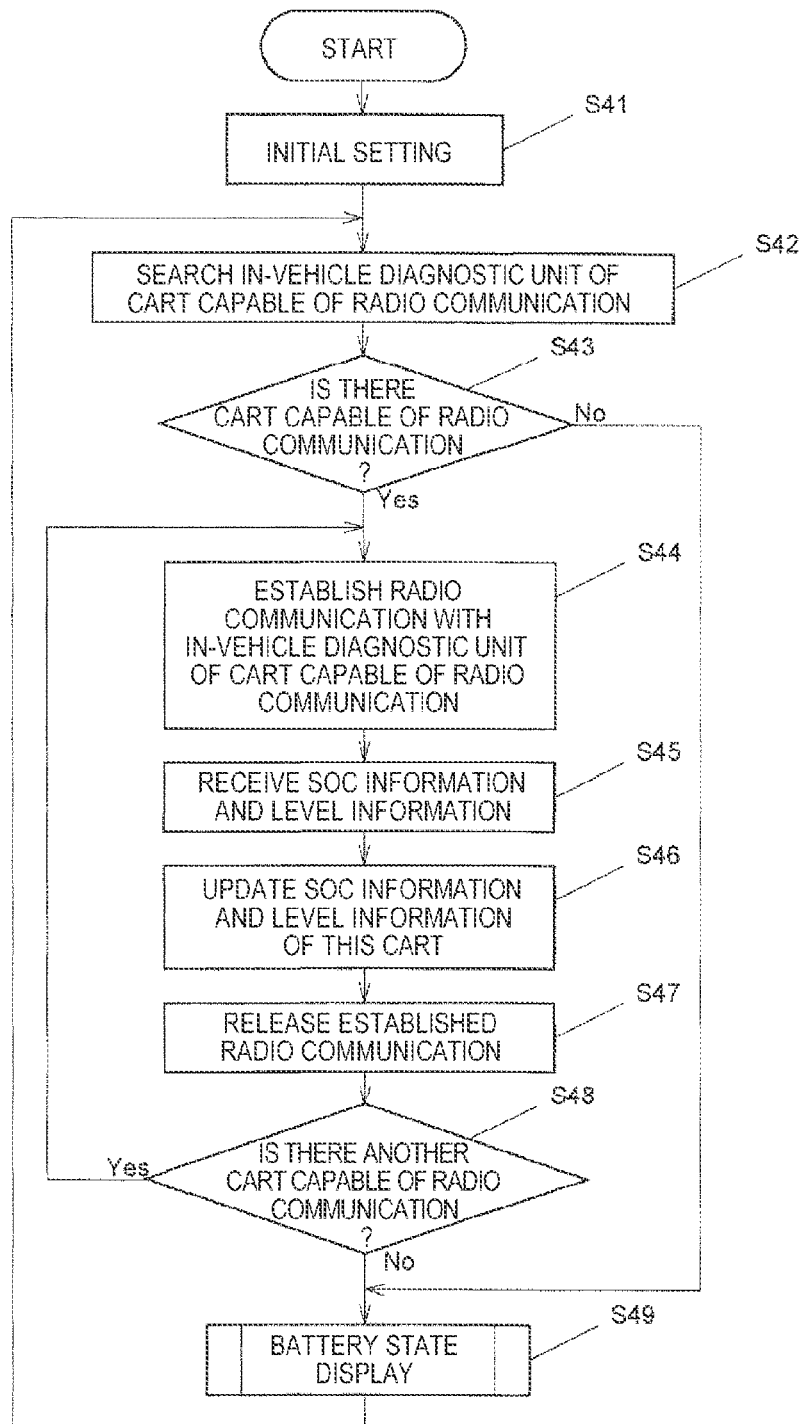 START
S41
INITIAL SETTING
S42
SEARCH IN-VEHICLE DIAGNOSTIC UNIT OF
CART CAPABLE OF RADIO COMMUNICATION
S43
IS THERE
CART CAPABLE OF RADIO
COMMUNICATION
?
No
Yes
S44
ESTABLISH RADIO
COMMUNICATION WITH
IN-VEHICLE DIAGNOSTIC UNIT
OF CART CAPABLE OF RADIO
COMMUNICATION
S45
RECEIVE SOC INFORMATION
AND LEVEL INFORMATION
S46
UPDATE SOC INFORMATION
AND LEVEL INFORMATION
OF THIS CART
S47
RELEASE ESTABLISHED
RADIO COMMUNICATION
S48
IS THERE ANOTHER
CART CAPABLE OF RADIO
COMMUNICATION
?
Yes
No
S49
BATTERY STATE
DISPLAY